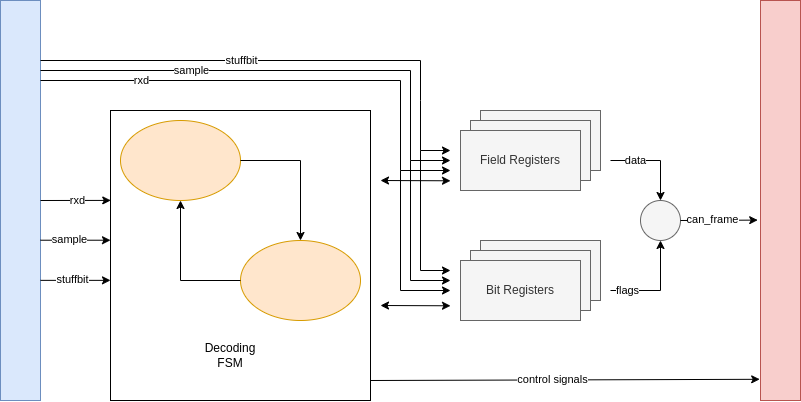 stuffbit
sample
rxd
Field Registers
data
rxd
can_frame
sample
stuffbit
Bit Registers
flags
Decoding
FSM
control signals